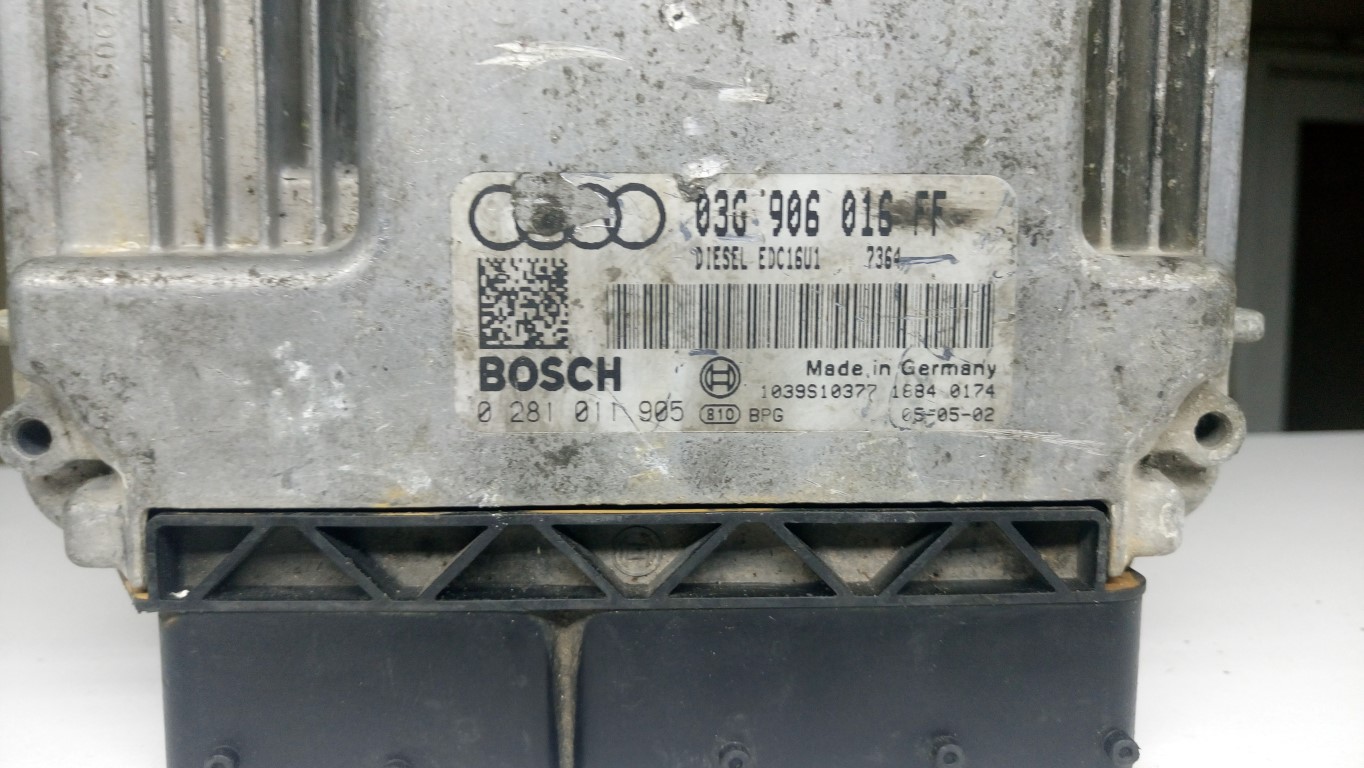 03G 906 016 FF
DIESEL EDC16U1 7364
BOSCH
Made in Germany
1039S10377 1884 0174
0 281 011 905 810 BPG 05-05-02